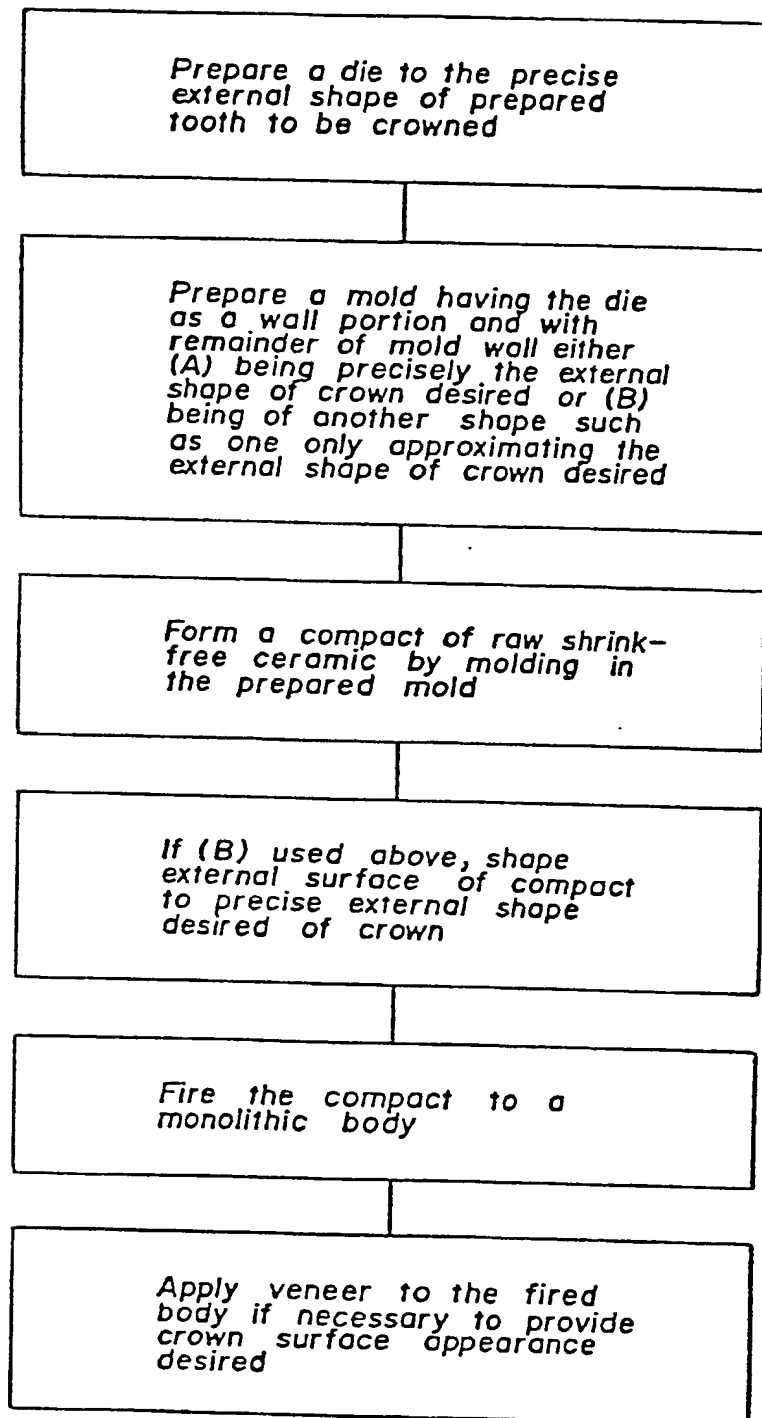 Prepare a die to the precise
external shape of prepared
tooth to be crowned
Prepare a mold having the die
as a wall portion and with
remainder of mold wall either
(A) being precisely the external
shape of crown desired or (B)
being of another shape such
as one only approximating the
external shape of crown desired
Form a compact of raw shrink-
free ceramic by molding in
the prepared mold
If (B) used above, shape
external surface of compact
to precise external shape
desired of crown
Fire the compact to a
monolithic body
Apply veneer to the fired
body if necessary to provide
crown surface appearance
desired